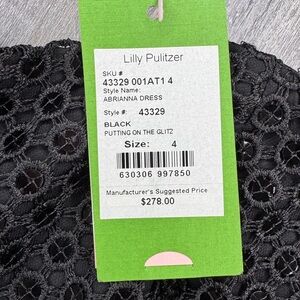 Lilly Pulitzer
SKU #
43329 001AT1 4
Style Name:
ABRIANNA DRESS
Style #: 43329
BLACK
PUTTING ON THE GLITZ
Size: 4
630306 997850
Manufacturer's Suggested Price
$278.00